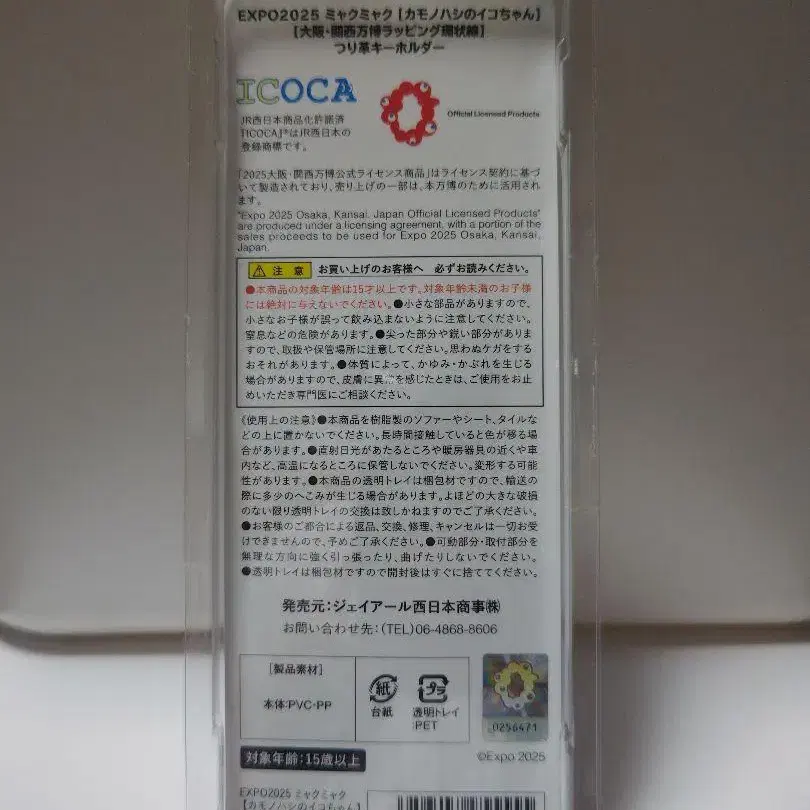 EXPO2025 ミャクミャク【カモノハシのイコちゃん】
【大阪・関西万博ラッピング環状線】
つり革キーホルダー
ICOCA
JR西日本商品化許諾済
「ICOCA」®はJR西日本の
登録商標です。
Official Licensed Products
「2025大阪・関西万博公式ライセンス商品」はライセンス契約に基づ
いて製造されており、売り上げの一部は、本万博のために活用されます。
"Expo 2025 Osaka, Kansai, Japan Official Licensed Products"
are produced under a licensing agreement, with a portion of the
sales proceeds to be used for Expo 2025 Osaka, Kansai,
Japan.
注 意 お買い上げのお客様へ 必ずお読みください。
●本商品の対象年齢は15才以上です。対象年齢未満のお子様
には絶対に与えないでください。●小さな部品がありますので、
小さなお子様が誤って飲み込まないように注意してください。
窒息などの危険があります。●尖った部分や鋭い部分がありま
すので、取扱や保管場所に注意してください。思わぬケガをする
おそれがあります。●体質によって、かゆみ・かぶれを生じる
場合がありますので、皮膚に異常を感じたときは、ご使用をお止
めいただき専門医にご相談ください。
《使用上の注意》●本商品を樹脂製のソファーやシート、タイルな
どの上に置かないでください。長時間接触していると色が移る場
合があります。●直射日光があたるところや暖房器具の近くや車
内など、高温になるところに保管しないでください。変形する可能
性があります。●本商品の透明トレイは梱包材ですので、輸送の
際に多少のへこみが生じる場合があります。よほどの大きな破損
のない限り透明トレイの交換は致しかねますのでご了承ください。
●お客様のご都合による返品、交換、修理、キャンセルは一切お受
けできませんので、予めご了承ください。●可動部分・取付部分を
無理な方向に強く引っ張ったり、曲げたりしないでください。
●透明トレイは梱包材ですので開封後はすぐに捨ててください。
発売元:ジェイアール西日本商事㈱
お問い合わせ先:(TEL)06-4868-8606
[製品素材]
本体:PVC・PP
紙
台紙
プラ
透明トレイ
:PET
0256471
対象年齢:15歳以上
©Expo 2025
EXPO2025 ミャクミャク
【カモノハシのイコちゃん】